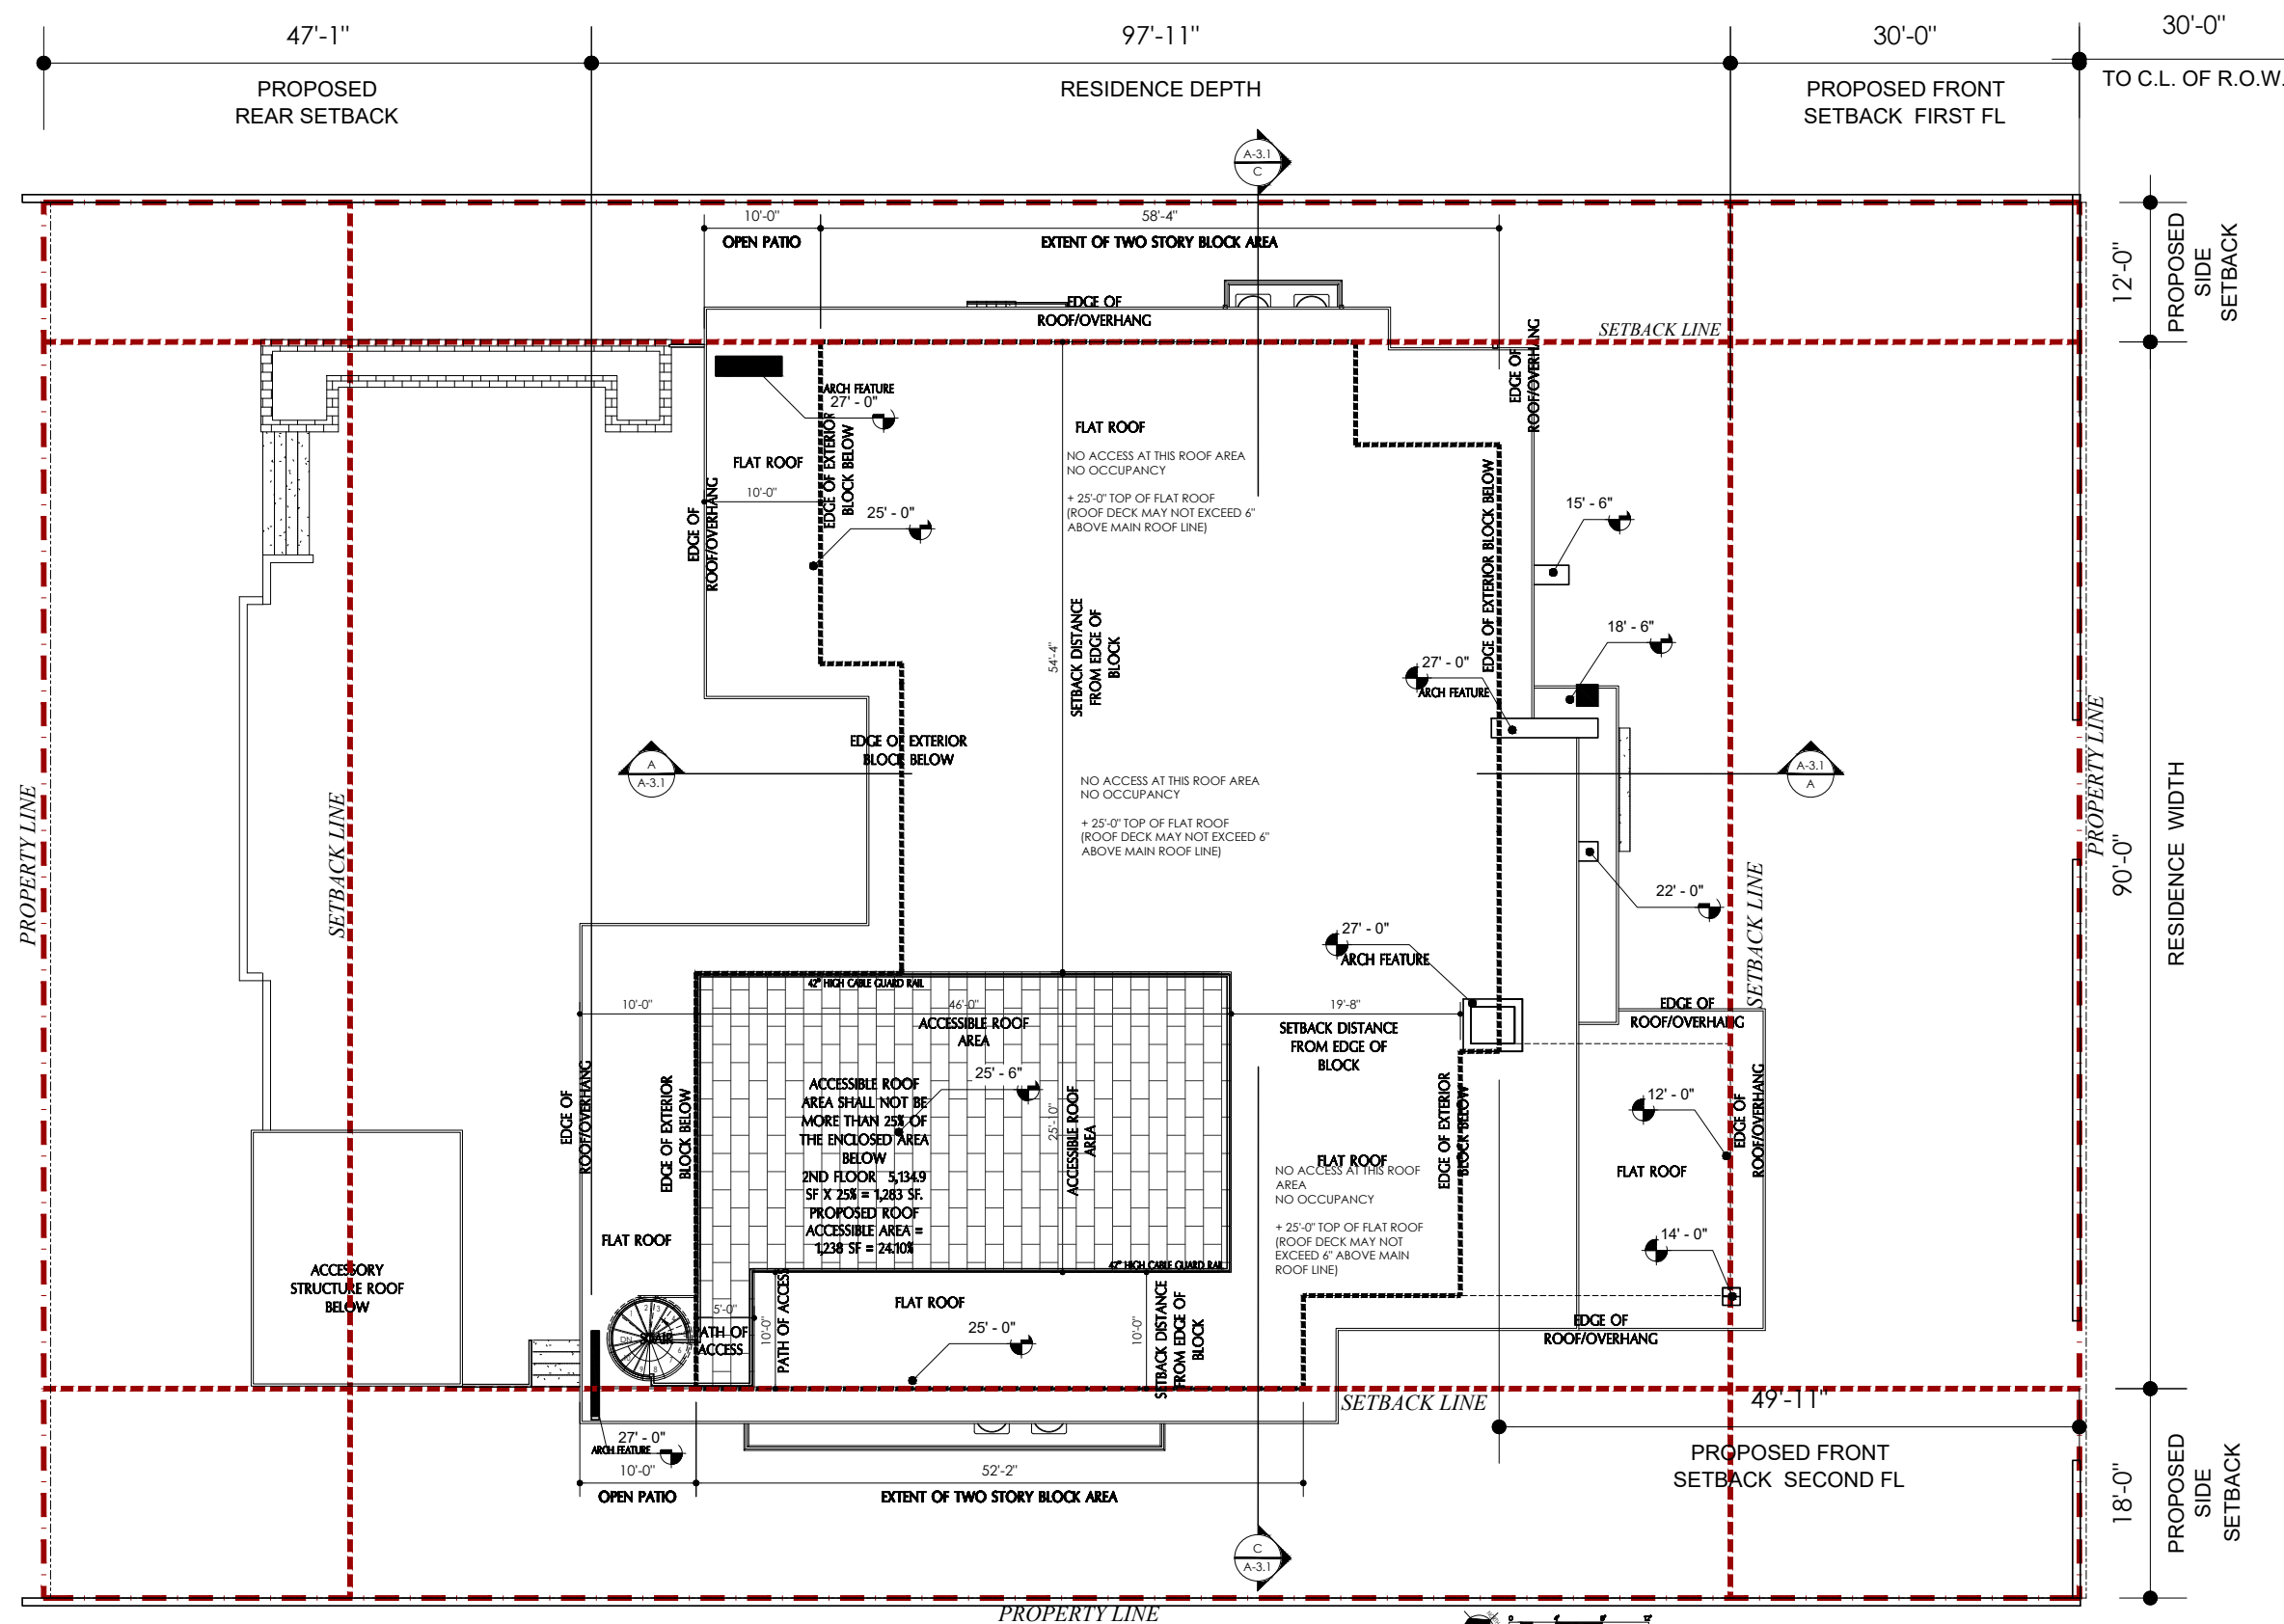 47'-1"
97'-11"
30'-0"
30'-0"
PROPOSED
REAR SETBACK
RESIDENCE DEPTH
PROPOSED FRONT
SETBACK FIRST FL
TO C.L. OF R.O.W.
A-3.1
C
10'-0"
OPEN PATIO
58'-4"
EXTENT OF TWO STORY BLOCK AREA
12'-0"
PROPOSED
SIDE
SETBACK
EDGE OF
ROOF/OVERHANG
SETBACK LINE
EDGE OF
ROOF/OVERHANG
ARCH FEATURE
27' - 0"
EDGE OF EXTERIOR
BLOCK BELOW
FLAT ROOF
10'-0"
EDGE OF
ROOF/OVERHANG
25' - 0"
FLAT ROOF
NO ACCESS AT THIS ROOF AREA
NO OCCUPANCY
+ 25'-0" TOP OF FLAT ROOF
(ROOF DECK MAY NOT EXCEED 6"
ABOVE MAIN ROOF LINE)
EDGE OF EXTERIOR BLOCK BELOW
15' - 6"
18' - 6"
54'-4"
SETBACK DISTANCE
FROM EDGE OF
BLOCK
27' - 0"
ARCH FEATURE
EDGE OF EXTERIOR
BLOCK BELOW
A
A-3.1
A-3.1
A
NO ACCESS AT THIS ROOF AREA
NO OCCUPANCY
+ 25'-0" TOP OF FLAT ROOF
(ROOF DECK MAY NOT EXCEED 6"
ABOVE MAIN ROOF LINE)
PROPERTY LINE
SETBACK LINE
PROPERTY LINE
90'-0"
RESIDENCE WIDTH
22' - 0"
SETBACK LINE
27' - 0"
ARCH FEATURE
42" HIGH CABLE GUARD RAIL
10'-0"
46'-0"
ACCESSIBLE ROOF
AREA
19'-8"
SETBACK DISTANCE
FROM EDGE OF
BLOCK
EDGE OF
ROOF/OVERHANG
EDGE OF
ROOF/OVERHANG
EDGE OF EXTERIOR
BLOCK BELOW
25' - 6"
ACCESSIBLE ROOF
AREA SHALL NOT BE
MORE THAN 25% OF
THE ENCLOSED AREA
BELOW
2ND FLOOR 5,134.9
SF X 25% = 1,283 SF.
PROPOSED ROOF
ACCESSIBLE AREA =
1,238 SF = 24.10%
25'-10"
ACCESSIBLE ROOF
AREA
EDGE OF EXTERIOR
BLOCK BELOW
12' - 0"
EDGE OF
ROOF/OVERHANG
FLAT ROOF
FLAT ROOF
NO ACCESS AT THIS ROOF
AREA
NO OCCUPANCY
+ 25'-0" TOP OF FLAT ROOF
(ROOF DECK MAY NOT
EXCEED 6" ABOVE MAIN
ROOF LINE)
14' - 0"
FLAT ROOF
42" HIGH CABLE GUARD RAIL
ACCESSORY
STRUCTURE ROOF
BELOW
STAIR
DN
5'-0"
PATH OF
ACCESS
10'-0"
PATH OF ACCESS
FLAT ROOF
25' - 0"
10'-0"
SETBACK DISTANCE
FROM EDGE OF
BLOCK
EDGE OF
ROOF/OVERHANG
SETBACK LINE
49'-11"
PROPOSED FRONT
SETBACK SECOND FL
27' - 0"
ARCH FEATURE
10'-0"
OPEN PATIO
52'-2"
EXTENT OF TWO STORY BLOCK AREA
18'-0"
PROPOSED
SIDE
SETBACK
C
A-3.1
PROPERTY LINE